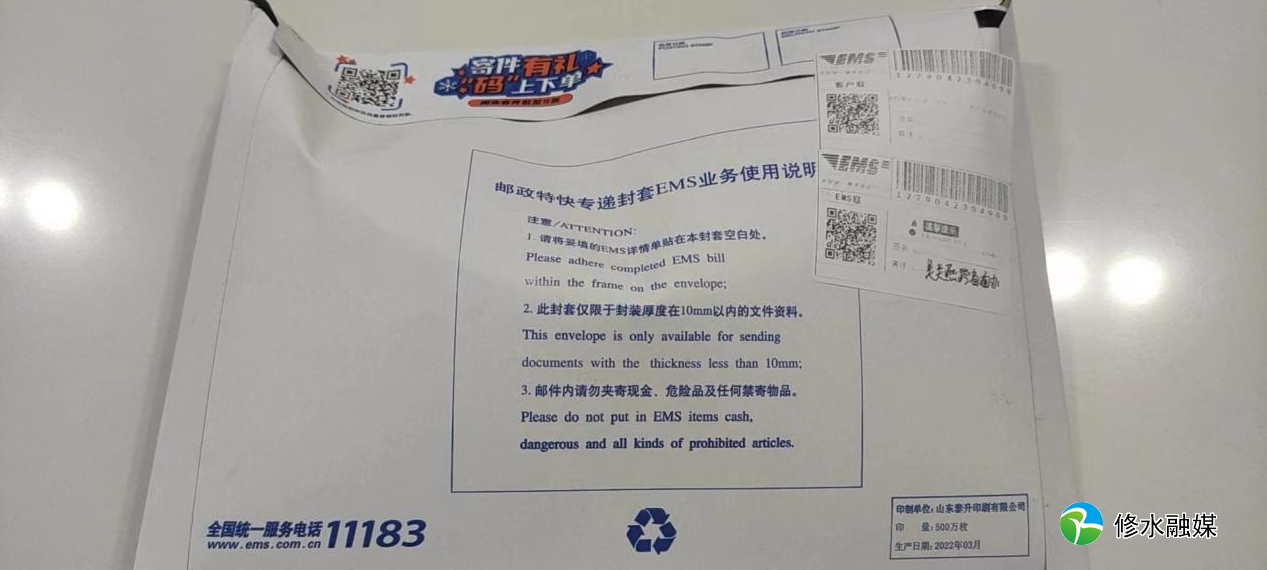 寄件有礼
"码"上下单
POSTING STAMP
DELIVERY STAMP
EMS
1279042304999
客户联
EMS
1279042304999
EMS联
温馨提示
邮政特快专递封套EMS业务使用说明
注意/ATTENTION:
1. 请将妥填的EMS详情单贴在本封套空白处。
Please adhere completed EMS bill
within the frame on the envelope;
2. 此封套仅限于封装厚度在10mm以内的文件资料。
This envelope is only available for sending
documents with the thickness less than 10mm;
3. 邮件内请勿夹寄现金、危险品及任何禁寄物品。
Please do not put in EMS items cash,
dangerous and all kinds of prohibited articles.
全国统一服务电话 11183
www.ems.com.cn
印制单位: 山东泰升印刷有限公司
印 量: 500万枚
生产日期: 2022年03月
修水融媒